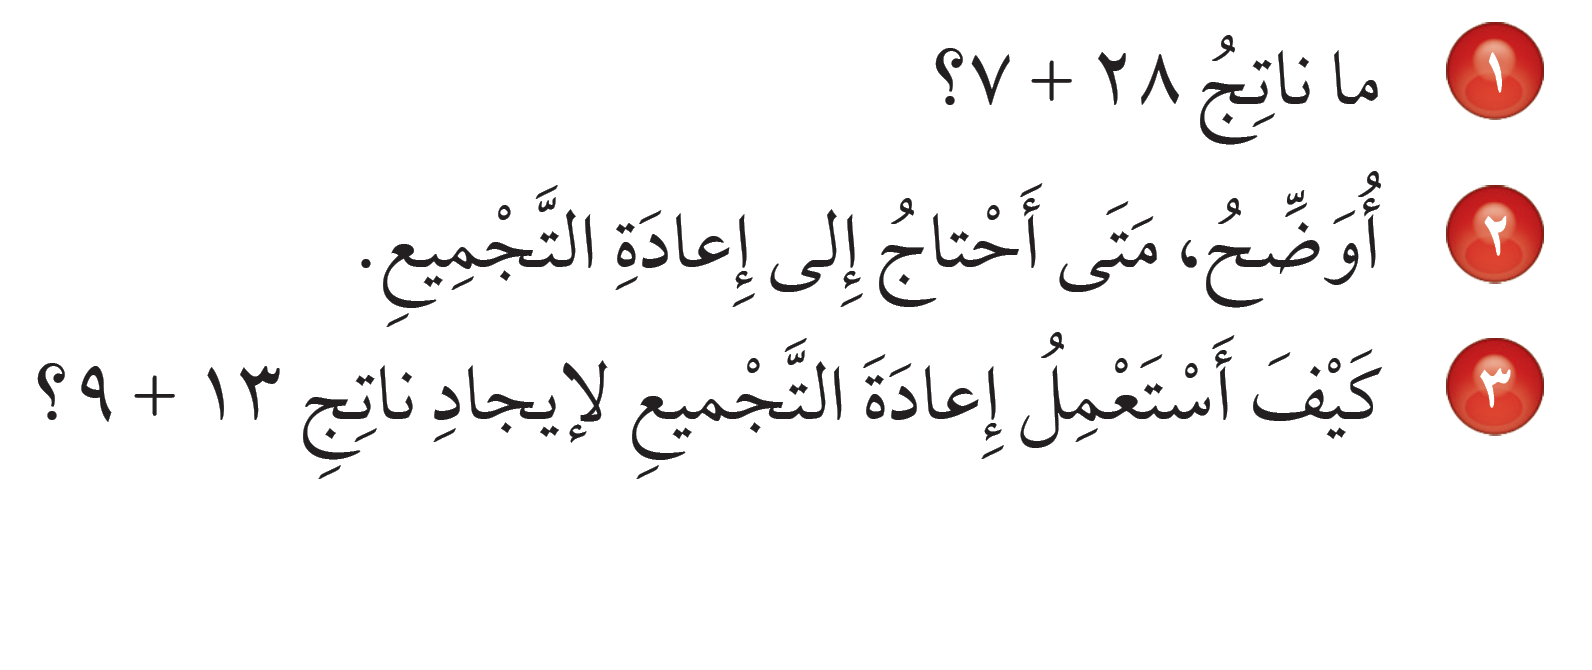 ١ ما ناتِجُ ٢٨ + ٧؟
٢ أُوَضِّحُ، مَتَى أَحْتاجُ إِلى إِعادَةِ التَّجْمِيعِ.
٣ كَيْفَ أَسْتَعْمِلُ إِعادَةَ التَّجْميعِ لإيجادِ ناتِجِ ١٣ + ٩؟